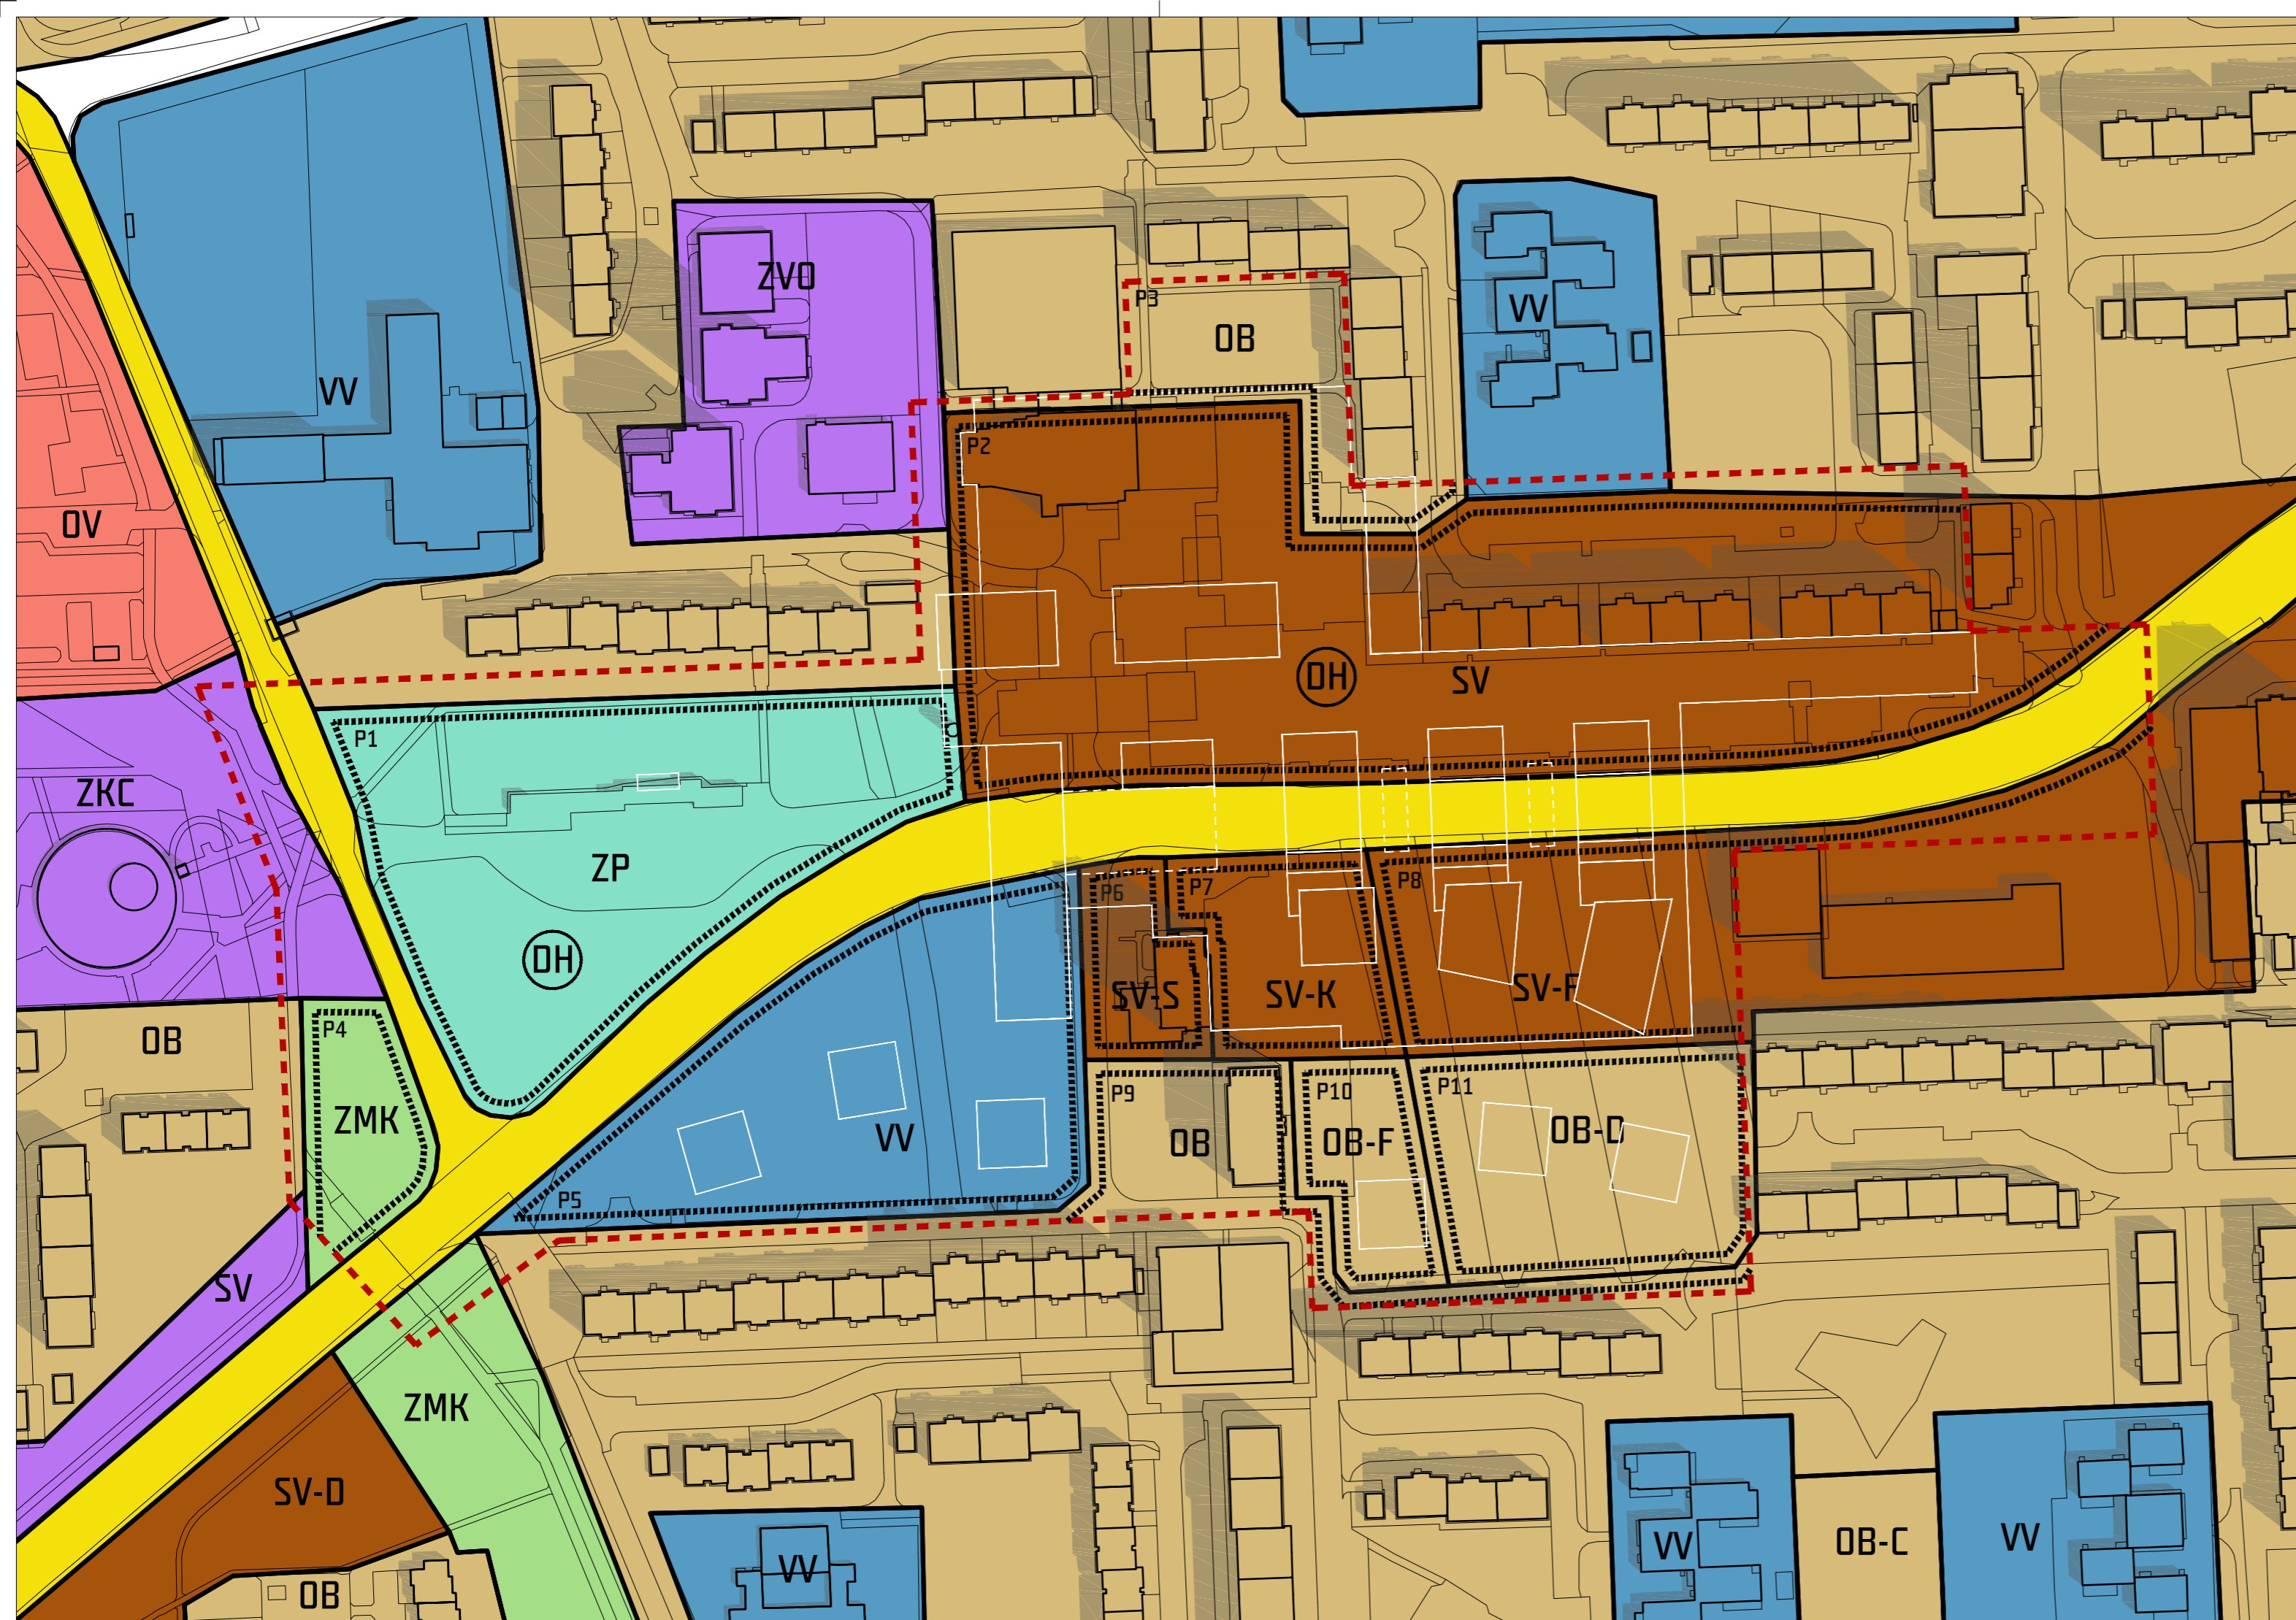 ZVO
P3
OB
VV
VV
P2
OV
DH
SV
P1
ZKC
ZP
P6
P7
P8
DH
SV-S
SV-K
SV-F
P4
OB
ZMK
P9
P10
P11
VV
OB
OB-F
OB-D
P5
SV
ZMK
SV-D
OB
VV
VV
OB-C
VV